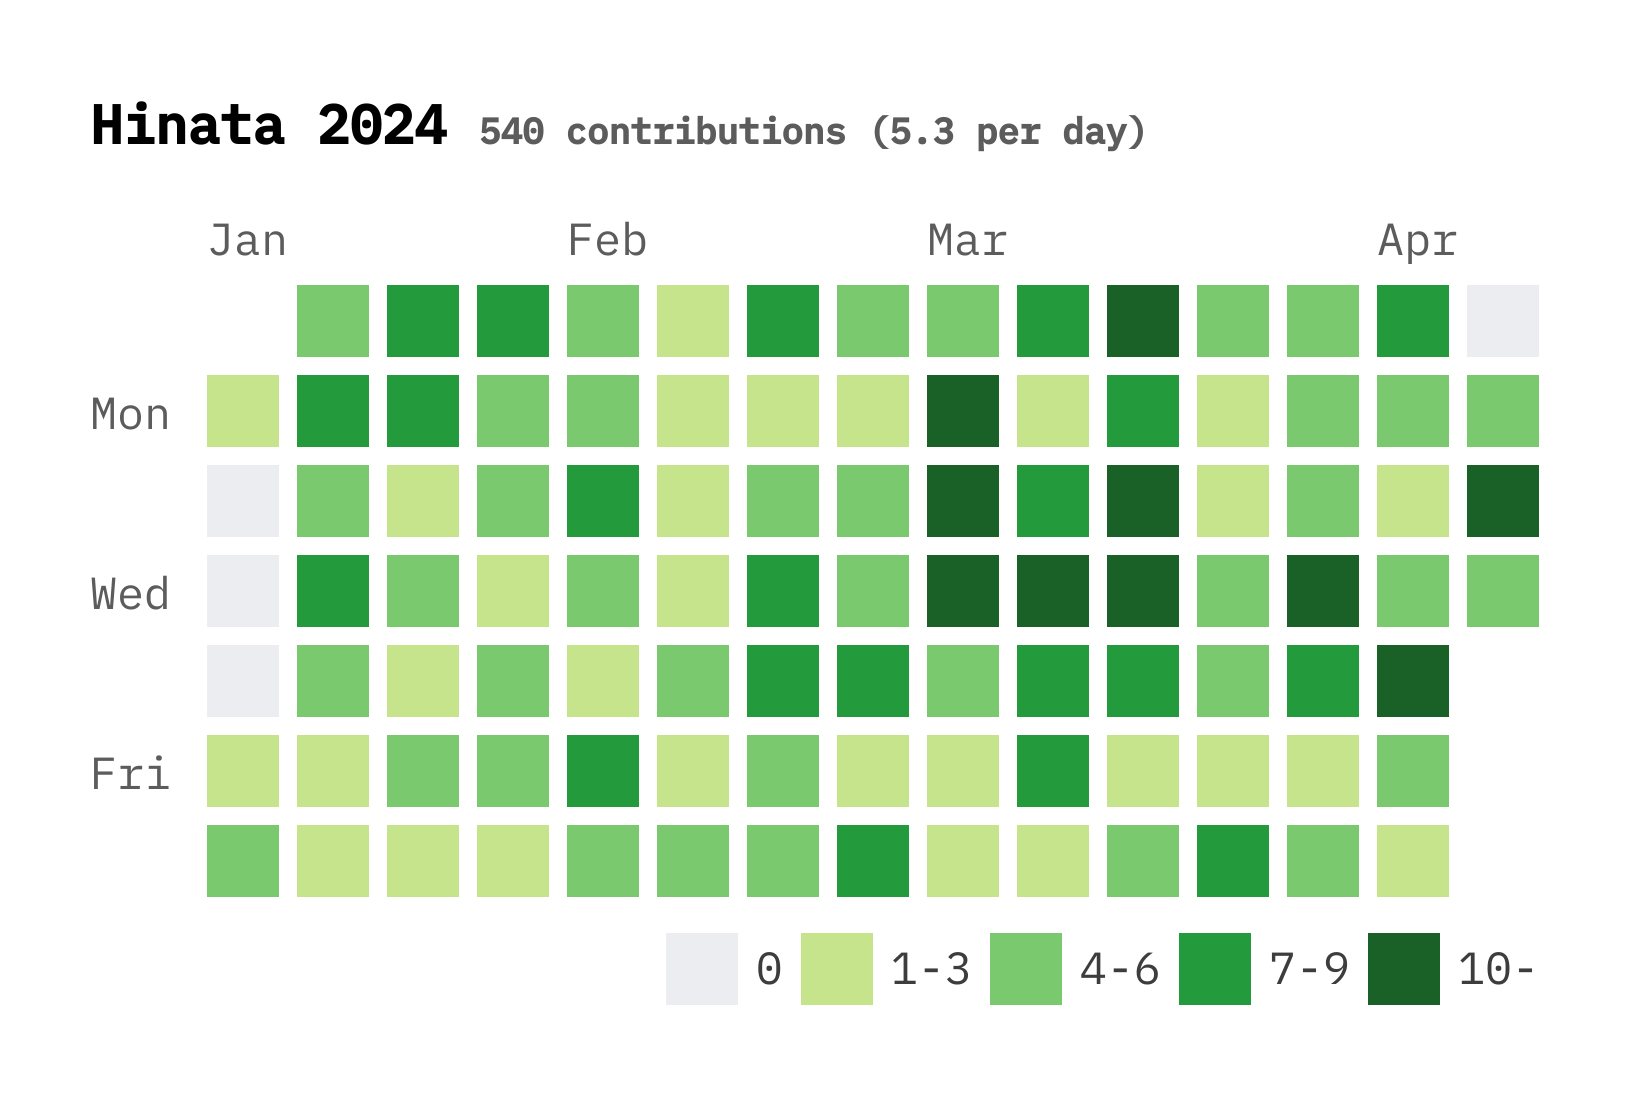 Hinata 2024 540 contributions (5.3 per day)
Jan Feb Mar Apr
Mon
Wed
Fri
0 1-3 4-6 7-9 10-